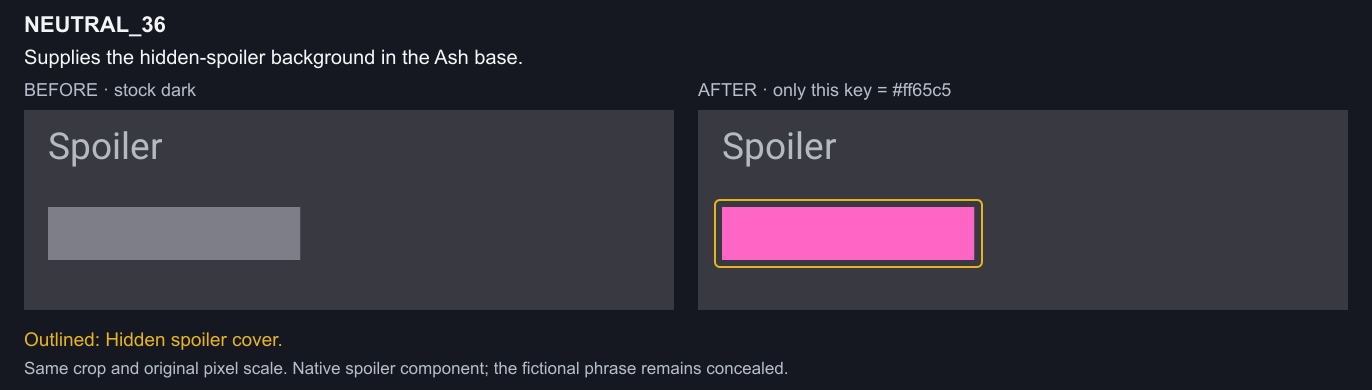 NEUTRAL_36
Supplies the hidden-spoiler background in the Ash base.
BEFORE · stock dark
AFTER · only this key = #ff65c5
Spoiler
Spoiler
Outlined: Hidden spoiler cover.
Same crop and original pixel scale. Native spoiler component; the fictional phrase remains concealed.